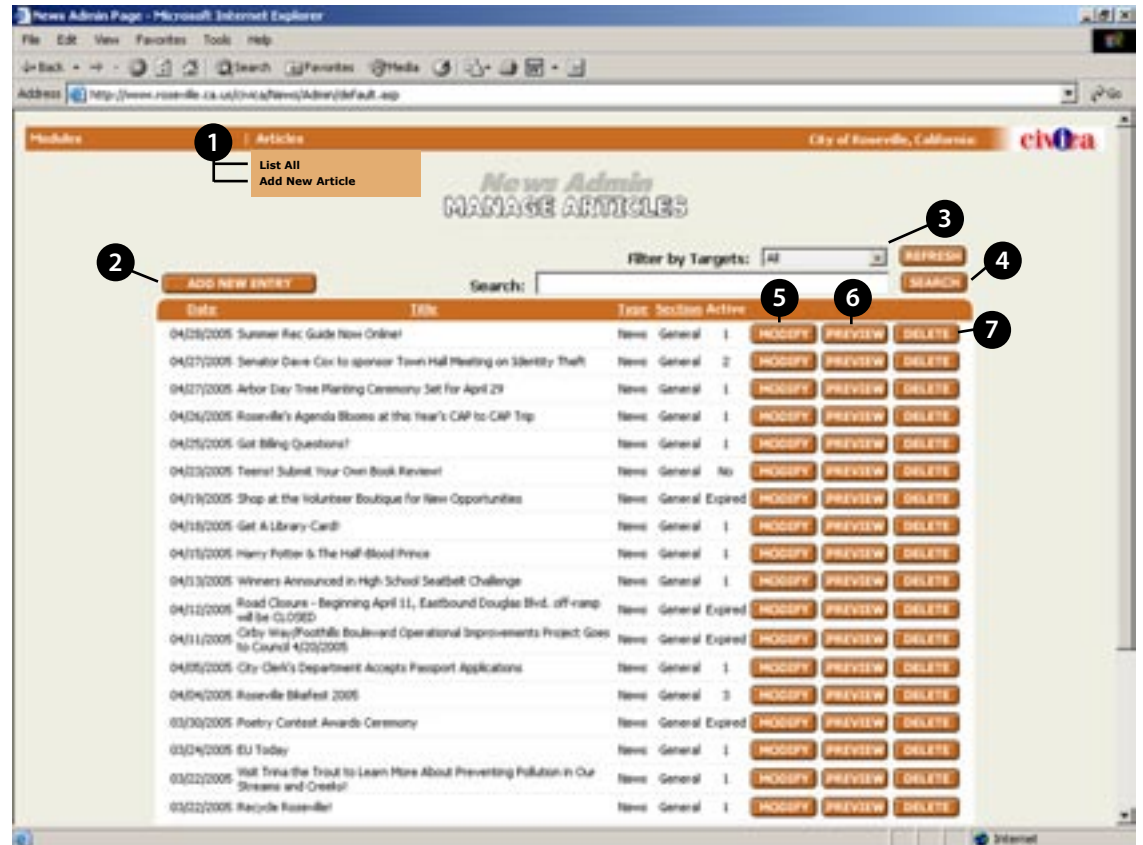 News Admin Page - Microsoft Internet Explorer
File Edit View Favorites Tools Help
Back Search Favorites Media
Address http://www.roseville.ca.us/civica/News/Admin/default.asp Go
Modules | Articles City of Roseville, California civica
1
List All
Add New Article
News Admin
MANAGE ARTICLES
3
Filter by Targets: All REFRESH
2 4
ADD NEW ENTRY Search: SEARCH
5 6
Date Title Type Section Active
7
04/28/2005 Summer Rec Guide Now Online! News General 1 MODIFY PREVIEW DELETE
04/27/2005 Senator Dave Cox to sponsor Town Hall Meeting on Identity Theft News General 2 MODIFY PREVIEW DELETE
04/27/2005 Arbor Day Tree Planting Ceremony Set for April 29 News General 1 MODIFY PREVIEW DELETE
04/26/2005 Roseville's Agenda Blooms at this Year's CAP to CAP Trip News General 1 MODIFY PREVIEW DELETE
04/25/2005 Got Billing Questions? News General 1 MODIFY PREVIEW DELETE
04/23/2005 Teens! Submit Your Own Book Review! News General No MODIFY PREVIEW DELETE
04/19/2005 Shop at the Volunteer Boutique for New Opportunities News General Expired MODIFY PREVIEW DELETE
04/18/2005 Get A Library Card! News General 1 MODIFY PREVIEW DELETE
04/15/2005 Harry Potter & The Half-Blood Prince News General 1 MODIFY PREVIEW DELETE
04/13/2005 Winners Announced in High School Seatbelt Challenge News General 1 MODIFY PREVIEW DELETE
04/12/2005 Road Closure - Beginning April 11, Eastbound Douglas Blvd. off-ramp
will be CLOSED News General Expired MODIFY PREVIEW DELETE
04/11/2005 Cirby Way/Foothills Boulevard Operational Improvements Project Goes
to Council 4/20/2005 News General Expired MODIFY PREVIEW DELETE
04/05/2005 City Clerk's Department Accepts Passport Applications News General 1 MODIFY PREVIEW DELETE
04/04/2005 Roseville Bikefest 2005 News General 3 MODIFY PREVIEW DELETE
03/30/2005 Poetry Contest Awards Ceremony News General Expired MODIFY PREVIEW DELETE
03/24/2005 EU Today News General 1 MODIFY PREVIEW DELETE
03/22/2005 Visit Trina the Trout to Learn More About Preventing Pollution in Our
Streams and Creeks! News General 1 MODIFY PREVIEW DELETE
03/22/2005 Recycle Roseville! News General 1 MODIFY PREVIEW DELETE
Internet